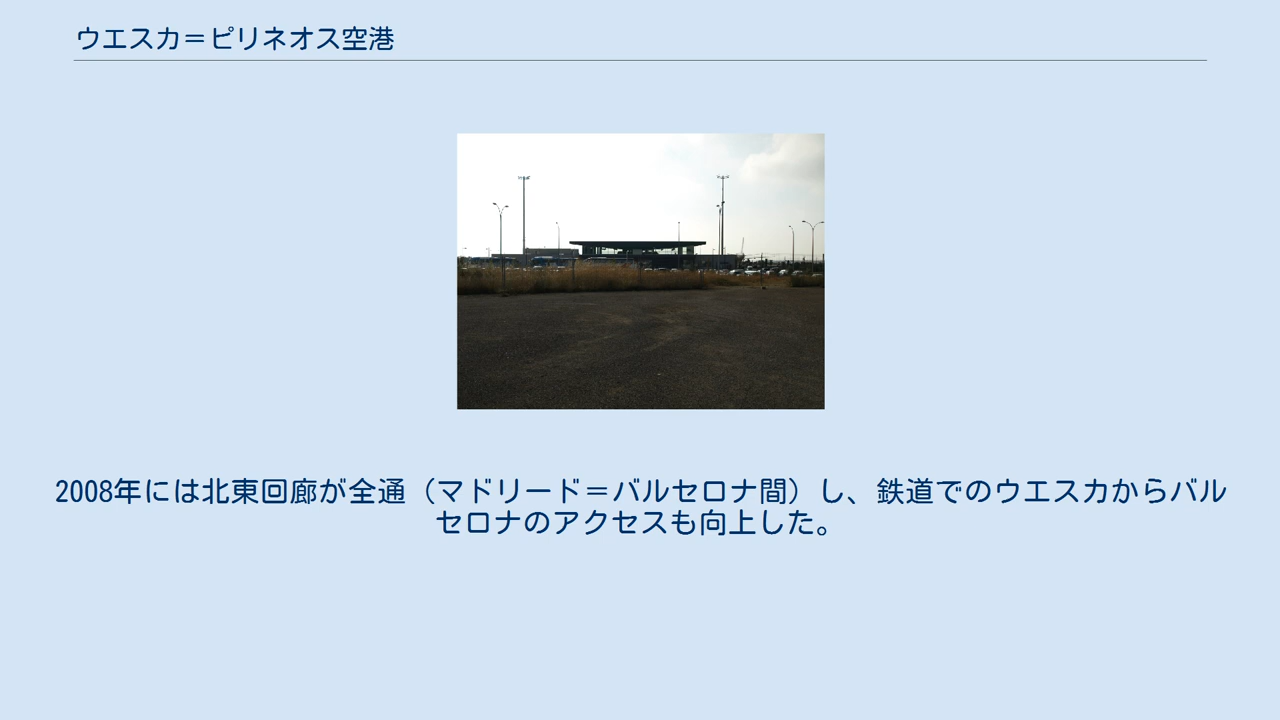 ウエスカ＝ピリネオス空港
2008年には北東回廊が全通（マドリード＝バルセロナ間）し、鉄道でのウエスカからバル
セロナのアクセスも向上した。